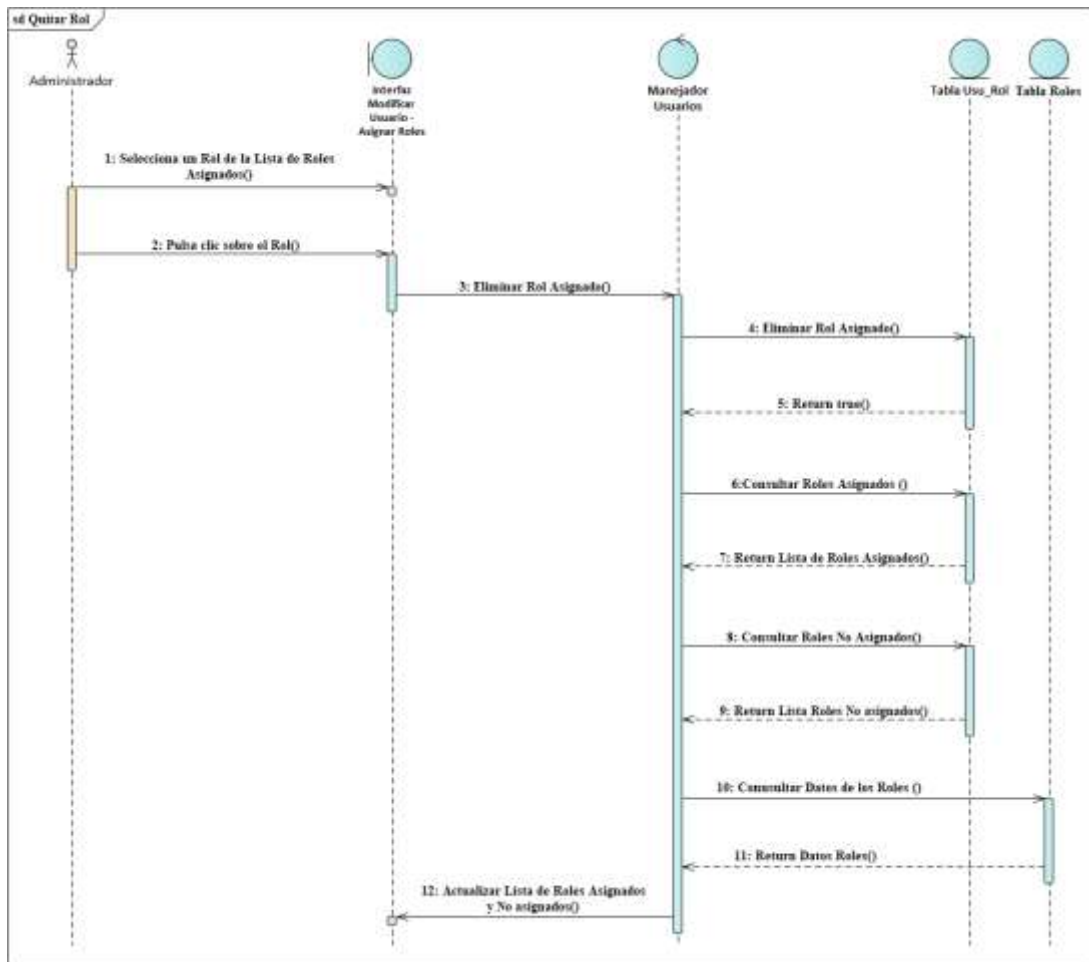 sd Quitar Rol
Administrador
Interfaz
Modificar
Usuario -
Asignar Roles
Manejador
Usuarios
Tabla Usu_Rol
Tabla Roles
1: Selecciona un Rol de la Lista de Roles
Asignados()
2: Pulsa clic sobre el Rol()
3: Eliminar Rol Asignado()
4: Eliminar Rol Asignado()
5: Return true()
6:Consultar Roles Asignados ()
7: Return Lista de Roles Asignados()
8: Consultar Roles No Asignados()
9: Return Lista Roles No asignados()
10: Consultar Datos de los Roles ()
11: Return Datos Roles()
12: Actualizar Lista de Roles Asignados
y No asignados()